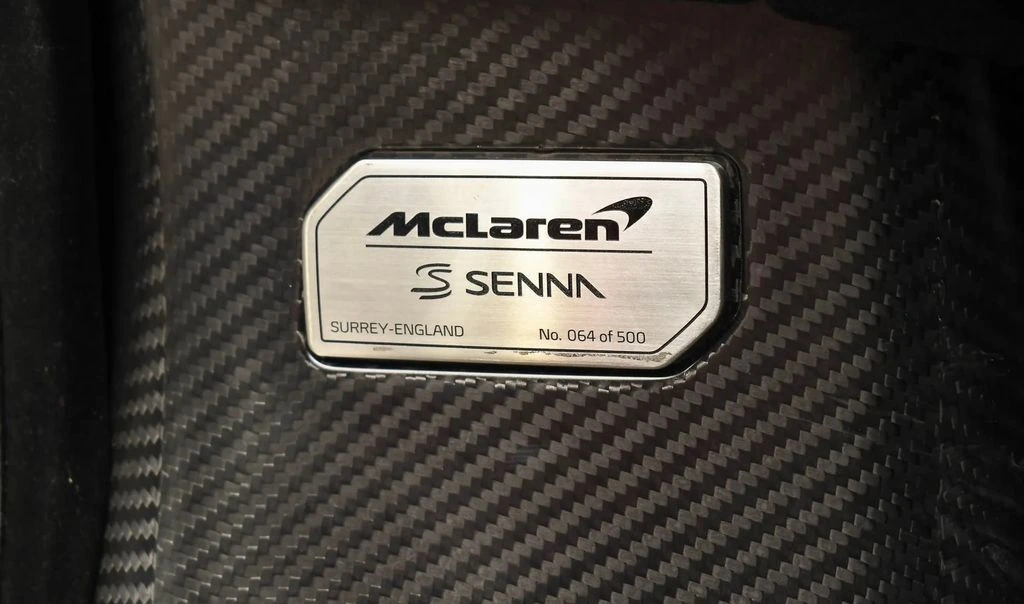 McLaren
SENNA
SURREY-ENGLAND
No. 064 of 500